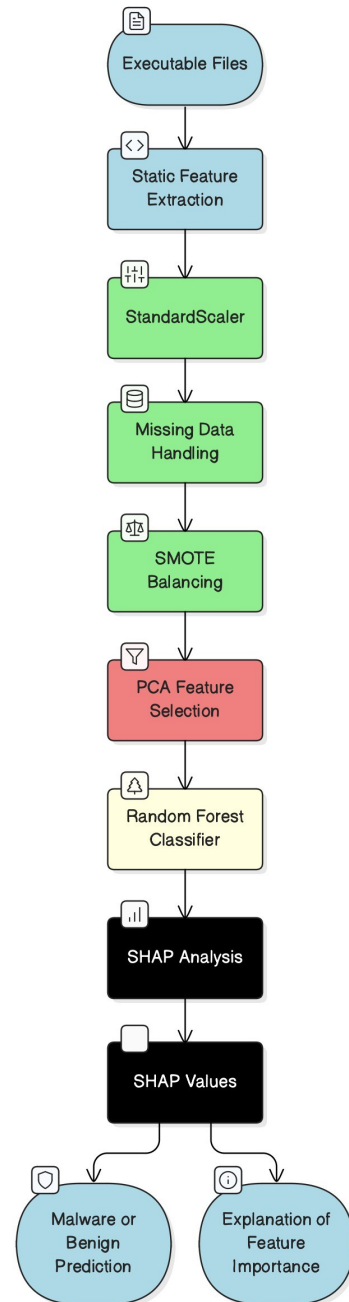 Executable Files
Static Feature
Extraction
StandardScaler
Missing Data
Handling
SMOTE
Balancing
PCA Feature
Selection
Random Forest
Classifier
SHAP Analysis
SHAP Values
Malware or
Benign
Prediction
Explanation of
Feature
Importance